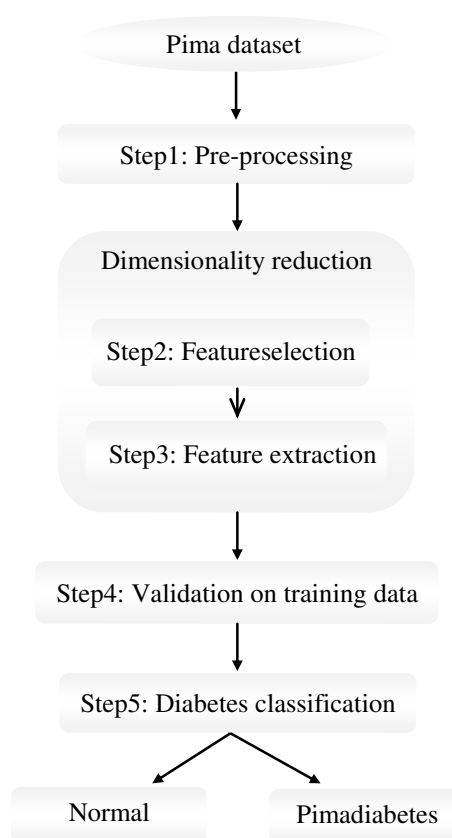 Pima dataset
Step1: Pre-processing
Dimensionality reduction
Step2: Featureselection
Step3: Feature extraction
Step4: Validation on training data
Step5: Diabetes classification
Normal
Pimadiabetes